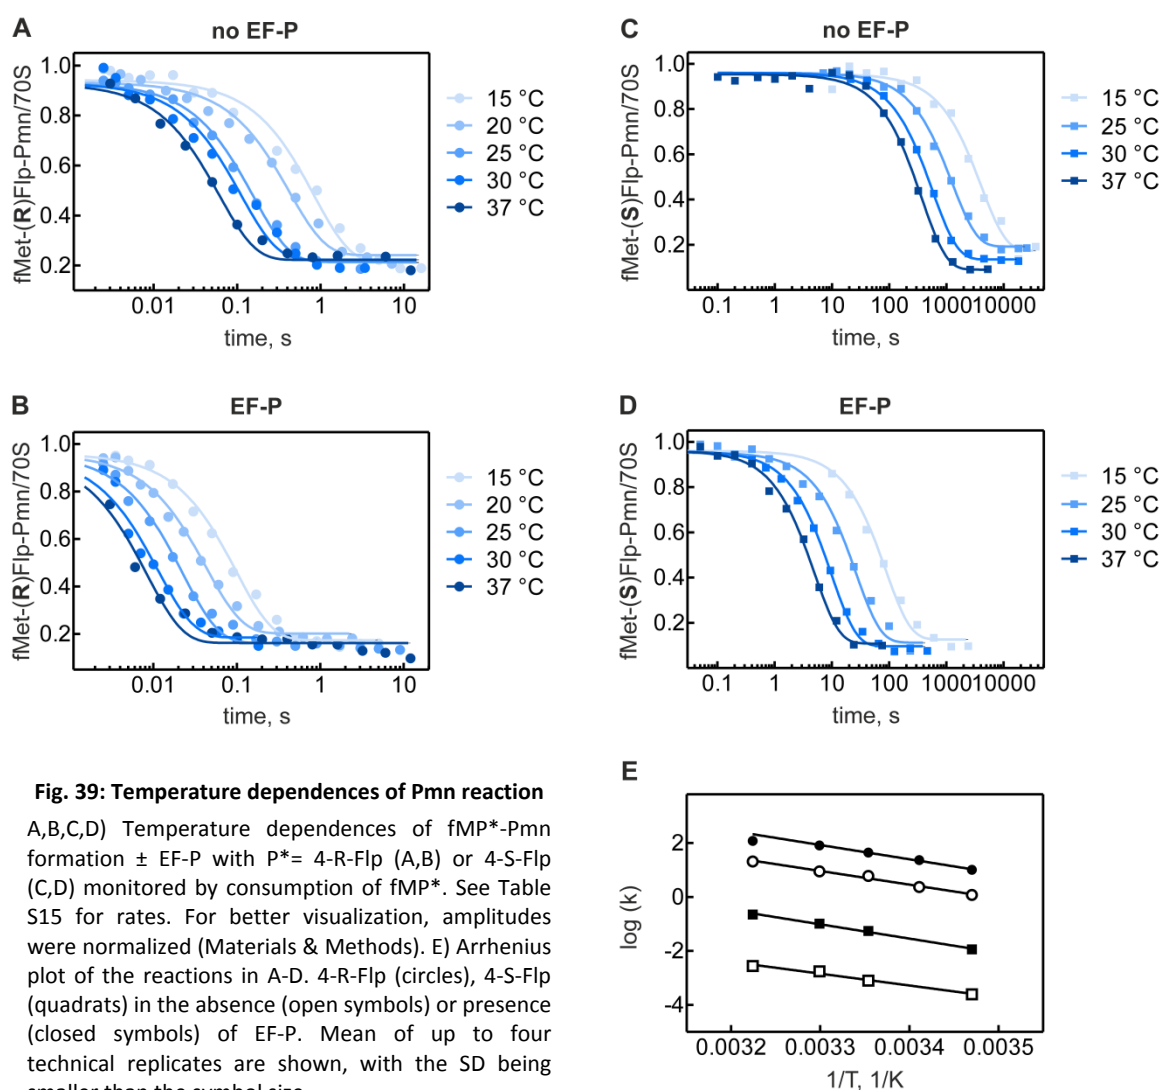 A
no EF-P
fMet-(R)Flp-Pmn/70S
1.0
0.8
0.6
0.4
0.2
0.01
0.1
1
10
time, s
15 °C
20 °C
25 °C
30 °C
37 °C
C
no EF-P
fMet-(S)Flp-Pmn/70S
1.0
0.8
0.6
0.4
0.2
0.1
1
10
100
1000
10000
time, s
15 °C
25 °C
30 °C
37 °C
B
EF-P
fMet-(R)Flp-Pmn/70S
1.0
0.8
0.6
0.4
0.2
0.01
0.1
1
10
time, s
15 °C
20 °C
25 °C
30 °C
37 °C
D
EF-P
fMet-(S)Flp-Pmn/70S
1.0
0.8
0.6
0.4
0.2
0.1
1
10
100
1000
10000
time, s
15 °C
25 °C
30 °C
37 °C
Fig. 39: Temperature dependences of Pmn reaction
A,B,C,D) Temperature dependences of fMP*-Pmn
formation ± EF-P with P*= 4-R-Flp (A,B) or 4-S-Flp
(C,D) monitored by consumption of fMP*. See Table
S15 for rates. For better visualization, amplitudes
were normalized (Materials & Methods). E) Arrhenius
plot of the reactions in A-D. 4-R-Flp (circles), 4-S-Flp
(quadrats) in the absence (open symbols) or presence
(closed symbols) of EF-P. Mean of up to four
technical replicates are shown, with the SD being
smaller than the symbol size
E
log (k)
2
0
-2
-4
0.0032
0.0033
0.0034
0.0035
1/T, 1/K